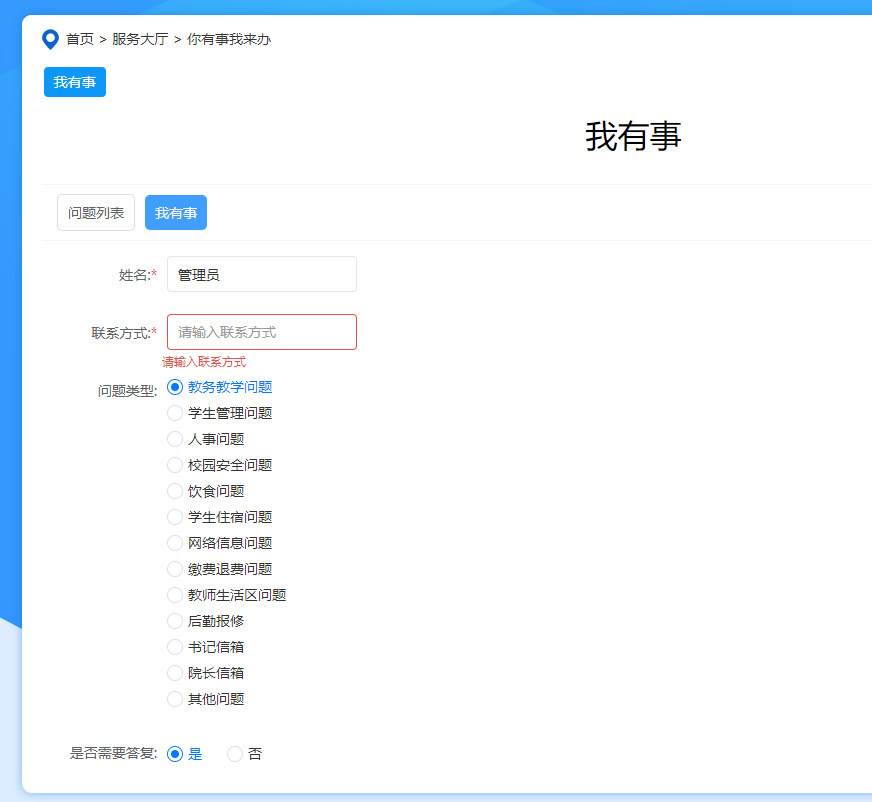 首页 > 服务大厅 > 你有事我来办
我有事
我有事
问题列表 我有事
姓名:* 管理员
联系方式:* 请输入联系方式
请输入联系方式
问题类型: 教务教学问题
学生管理问题
人事问题
校园安全问题
饮食问题
学生住宿问题
网络信息问题
缴费退费问题
教师生活区问题
后勤报修
书记信箱
院长信箱
其他问题
是否需要答复: 是 否